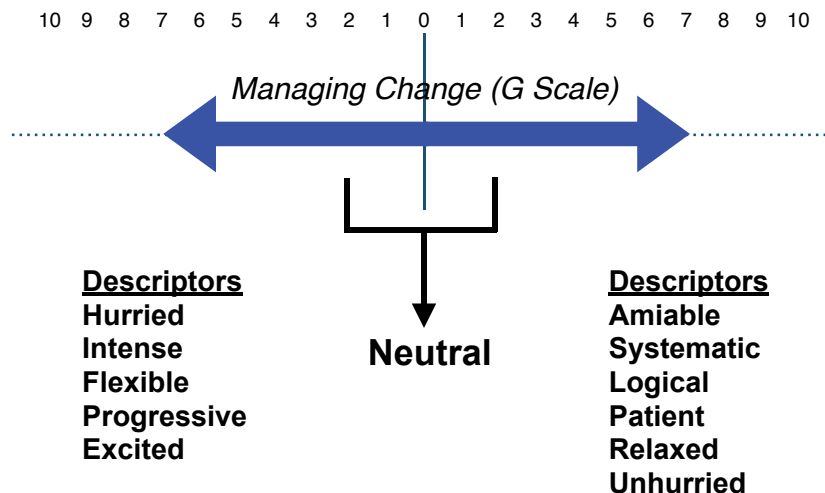 10 9 8 7 6 5 4 3 2 1 0 1 2 3 4 5 6 7 8 9 10
Managing Change (G Scale)
Neutral
Descriptors
Hurried
Intense
Flexible
Progressive
Excited
Descriptors
Amiable
Systematic
Logical
Patient
Relaxed
Unhurried